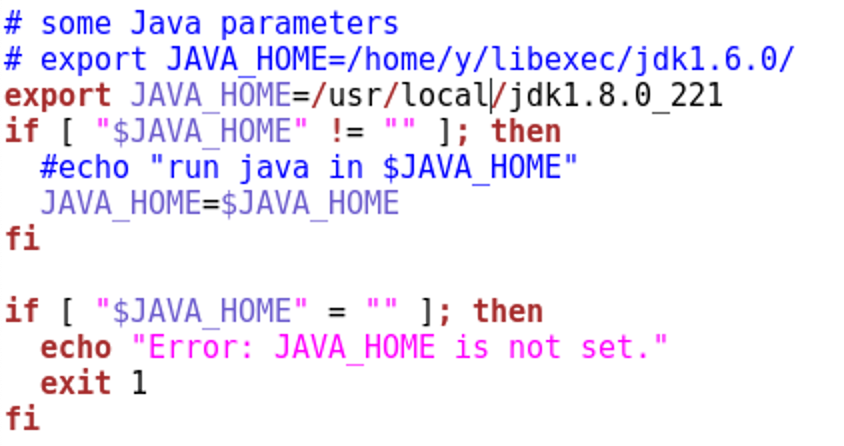 # some Java parameters
# export JAVA_HOME=/home/y/libexec/jdk1.6.0/
export JAVA_HOME=/usr/local/jdk1.8.0_221
if [ "$JAVA_HOME" != "" ]; then
  #echo "run java in $JAVA_HOME"
  JAVA_HOME=$JAVA_HOME
fi

if [ "$JAVA_HOME" = "" ]; then
  echo "Error: JAVA_HOME is not set."
  exit 1
fi